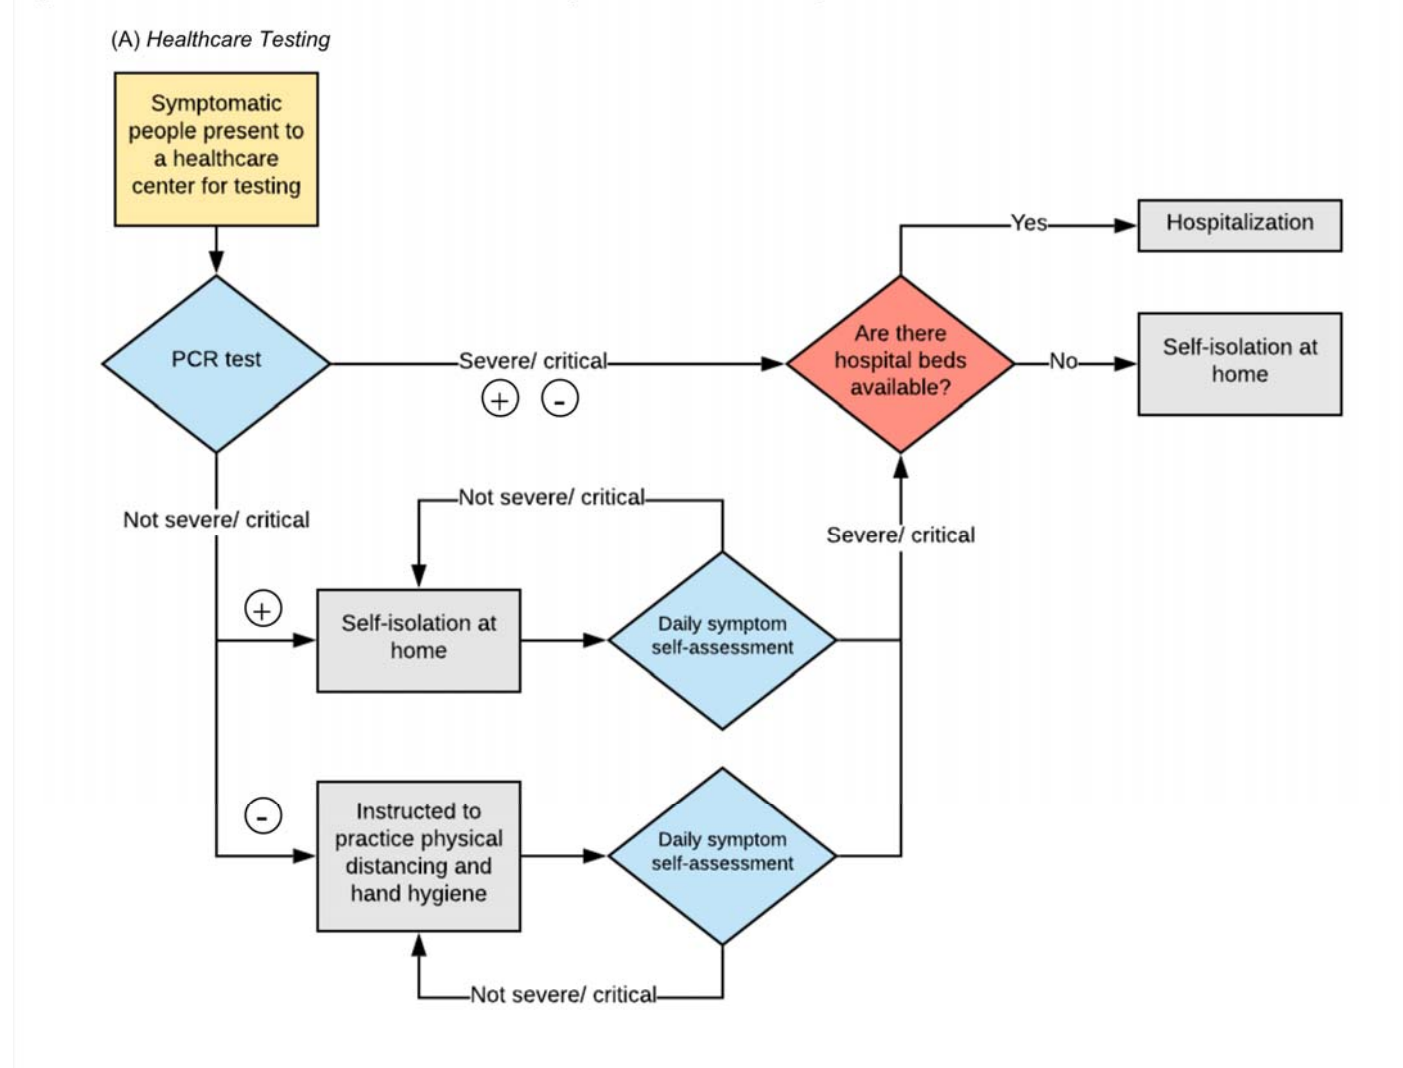 (A) Healthcare Testing
Symptomatic
people present to
a healthcare
center for testing
PCR test
Severe/ critical
+ -
Are there
hospital beds
available?
Yes
Hospitalization
No
Self-isolation at
home
Not severe/ critical
Not severe/ critical
Severe/ critical
+
Self-isolation at
home
Daily symptom
self-assessment
-
Instructed to
practice physical
distancing and
hand hygiene
Daily symptom
self-assessment
Not severe/ critical